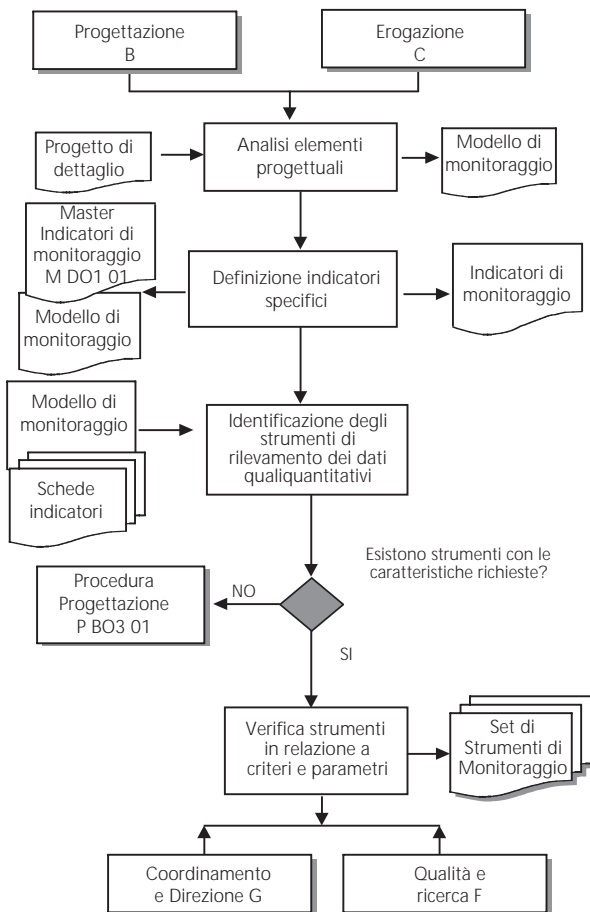 Progettazione
B
Erogazione
C
Progetto di
dettaglio
Analisi elementi
progettuali
Modello di
monitoraggio
Master
Indicatori di
monitoraggio
M DO1 01
Modello di
monitoraggio
Definizione indicatori
specifici
Indicatori di
monitoraggio
Modello di
monitoraggio
Schede
indicatori
Identificazione degli
strumenti di
rilevamento dei dati
qualiquantitativi
Esistono strumenti con le
caratteristiche richieste?
Procedura
Progettazione
P BO3 01
NO
SI
Verifica strumenti
in relazione a
criteri e parametri
Set di
Strumenti di
Monitoraggio
Coordinamento
e Direzione G
Qualità e
ricerca F